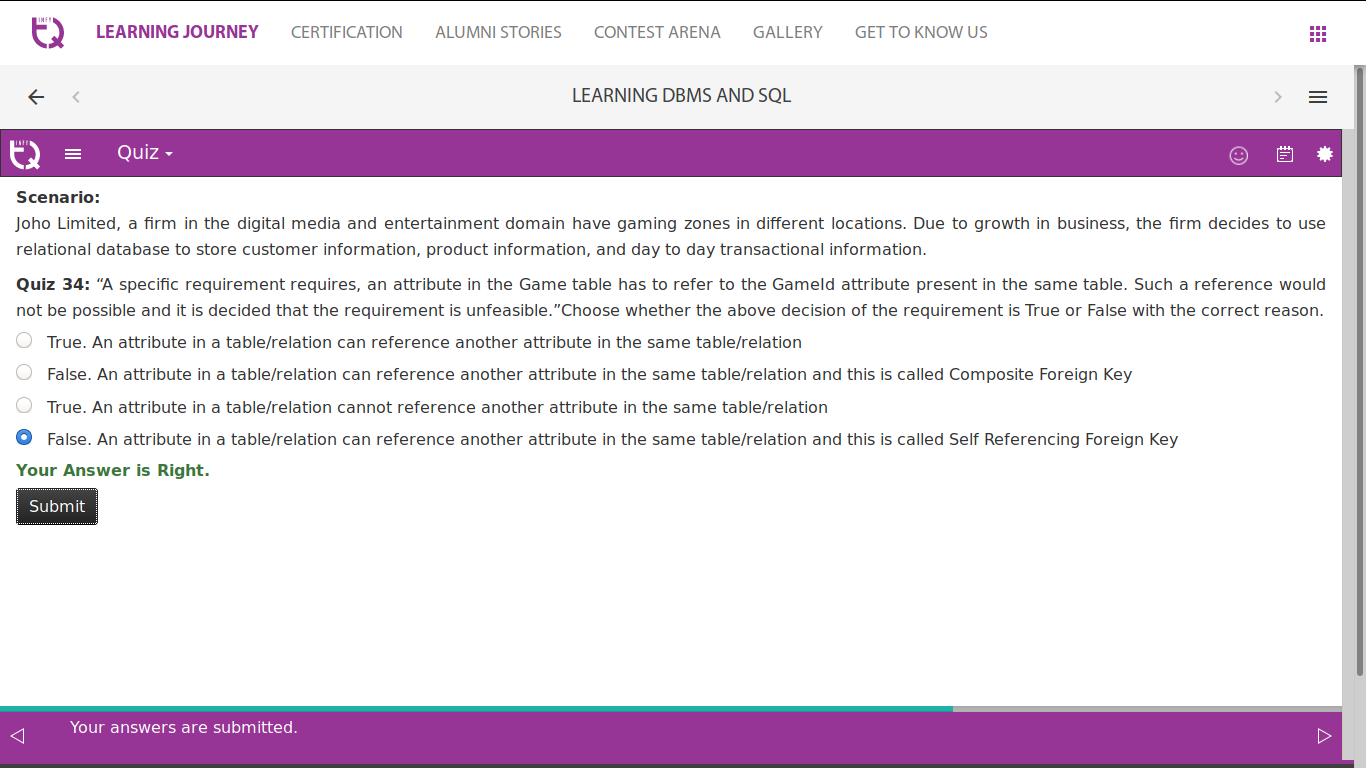 INFY
TQ
LEARNING JOURNEY CERTIFICATION ALUMNI STORIES CONTEST ARENA GALLERY GET TO KNOW US
LEARNING DBMS AND SQL
INFY
TQ
Quiz
Scenario:
Joho Limited, a firm in the digital media and entertainment domain have gaming zones in different locations. Due to growth in business, the firm decides to use
relational database to store customer information, product information, and day to day transactional information.
Quiz 34: “A specific requirement requires, an attribute in the Game table has to refer to the GameId attribute present in the same table. Such a reference would
not be possible and it is decided that the requirement is unfeasible.”Choose whether the above decision of the requirement is True or False with the correct reason.
True. An attribute in a table/relation can reference another attribute in the same table/relation
False. An attribute in a table/relation can reference another attribute in the same table/relation and this is called Composite Foreign Key
True. An attribute in a table/relation cannot reference another attribute in the same table/relation
False. An attribute in a table/relation can reference another attribute in the same table/relation and this is called Self Referencing Foreign Key
Your Answer is Right.
Submit
Your answers are submitted.